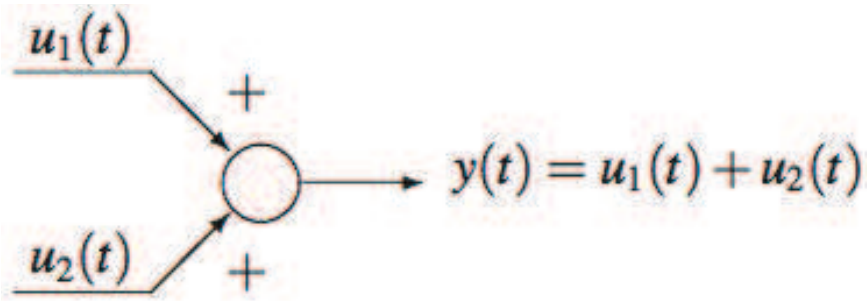 u₁(t)
+
y(t) = u₁(t) + u₂(t)
u₂(t)
+